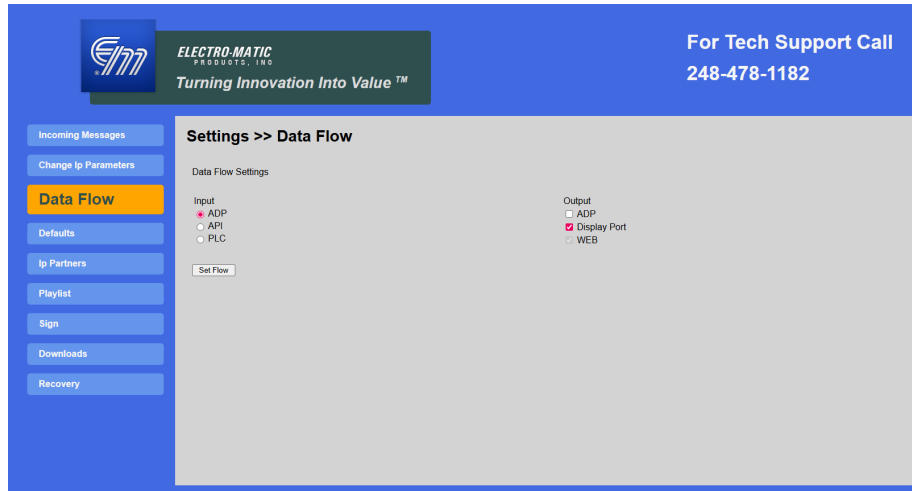 Em
ELECTRO-MATIC
PRODUCTS, INC
Turning Innovation Into Value ™
For Tech Support Call
248-478-1182
Incoming Messages
Change Ip Parameters
Data Flow
Defaults
Ip Partners
Playlist
Sign
Downloads
Recovery
Settings >> Data Flow
Data Flow Settings
Input
ADP
API
PLC
Set Flow
Output
ADP
Display Port
WEB